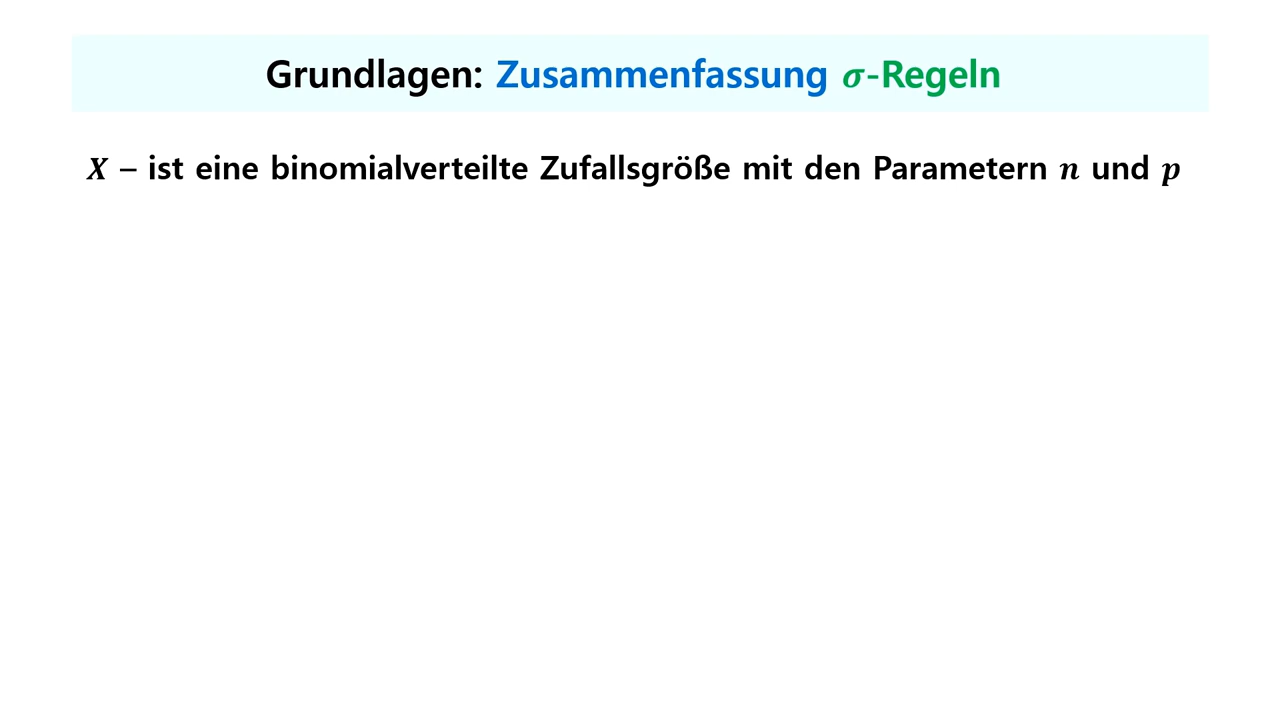 Grundlagen: Zusammenfassung σ-Regeln
X – ist eine binomialverteilte Zufallsgröße mit den Parametern n und p